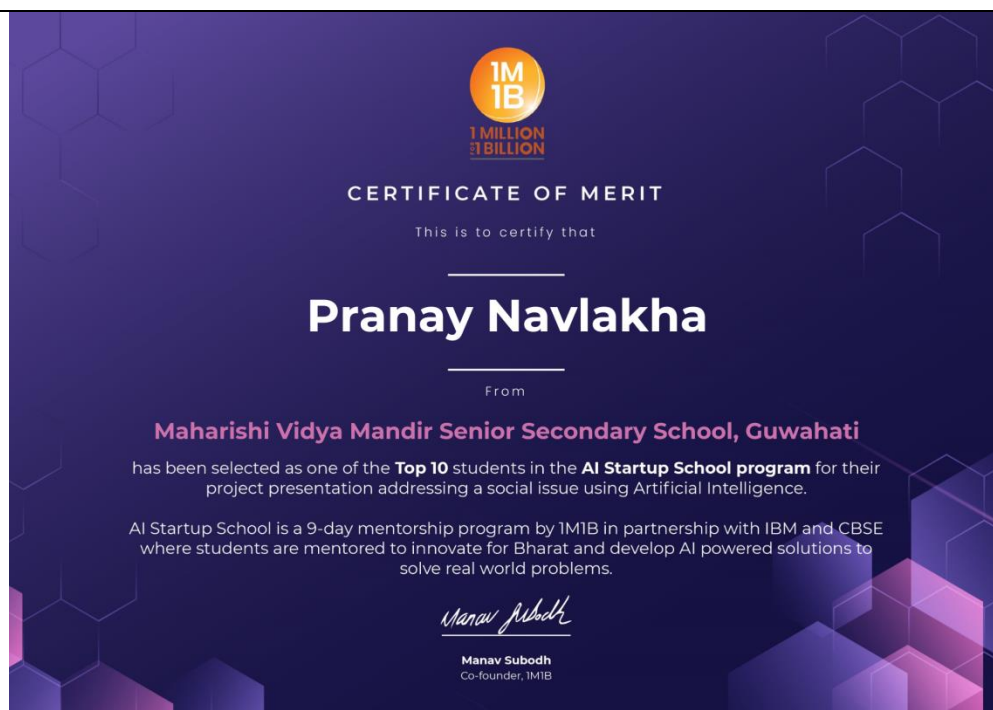 1M
1B
1 MILLION
FOR 1 BILLION
CERTIFICATE OF MERIT
This is to certify that
Pranay Navlakha
From
Maharishi Vidya Mandir Senior Secondary School, Guwahati
has been selected as one of the Top 10 students in the AI Startup School program for their
project presentation addressing a social issue using Artificial Intelligence.
AI Startup School is a 9-day mentorship program by 1M1B in partnership with IBM and CBSE
where students are mentored to innovate for Bharat and develop AI powered solutions to
solve real world problems.
Manav Subodh
Manav Subodh
Co-founder, 1M1B